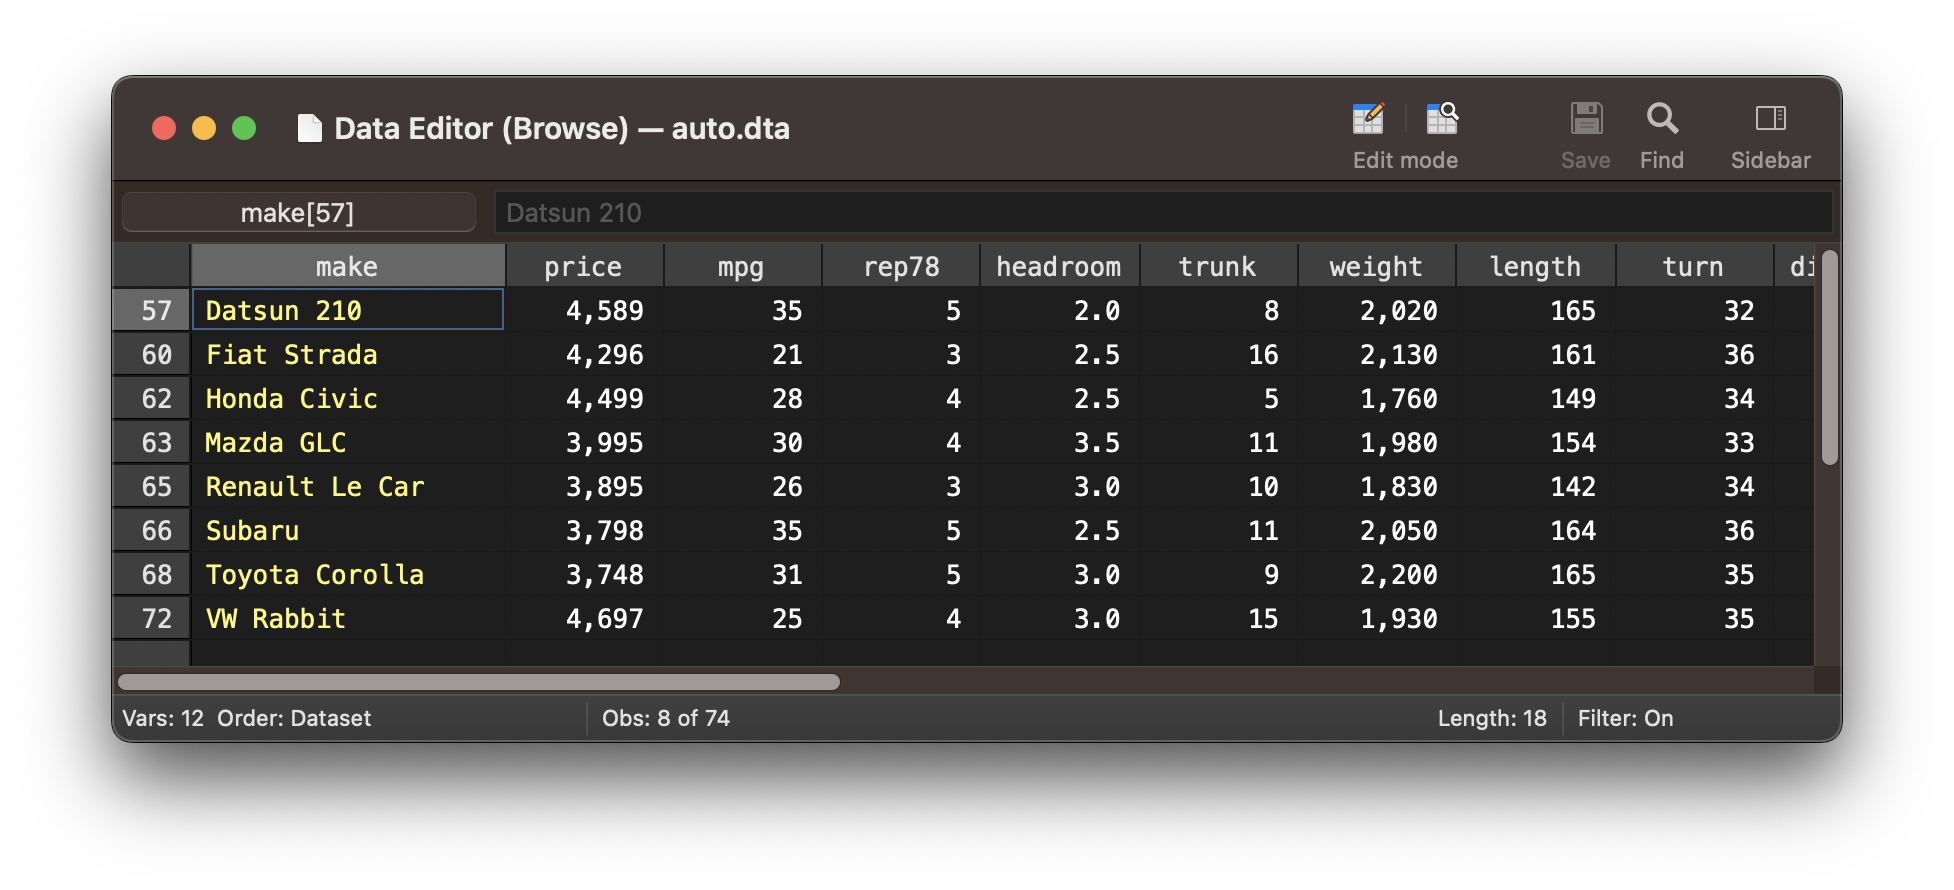 Data Editor (Browse) — auto.dta
Edit mode Save Find Sidebar
make[57] Datsun 210
make price mpg rep78 headroom trunk weight length turn di
57 Datsun 210 4,589 35 5 2.0 8 2,020 165 32
60 Fiat Strada 4,296 21 3 2.5 16 2,130 161 36
62 Honda Civic 4,499 28 4 2.5 5 1,760 149 34
63 Mazda GLC 3,995 30 4 3.5 11 1,980 154 33
65 Renault Le Car 3,895 26 3 3.0 10 1,830 142 34
66 Subaru 3,798 35 5 2.5 11 2,050 164 36
68 Toyota Corolla 3,748 31 5 3.0 9 2,200 165 35
72 VW Rabbit 4,697 25 4 3.0 15 1,930 155 35
Vars: 12 Order: Dataset Obs: 8 of 74 Length: 18 Filter: On